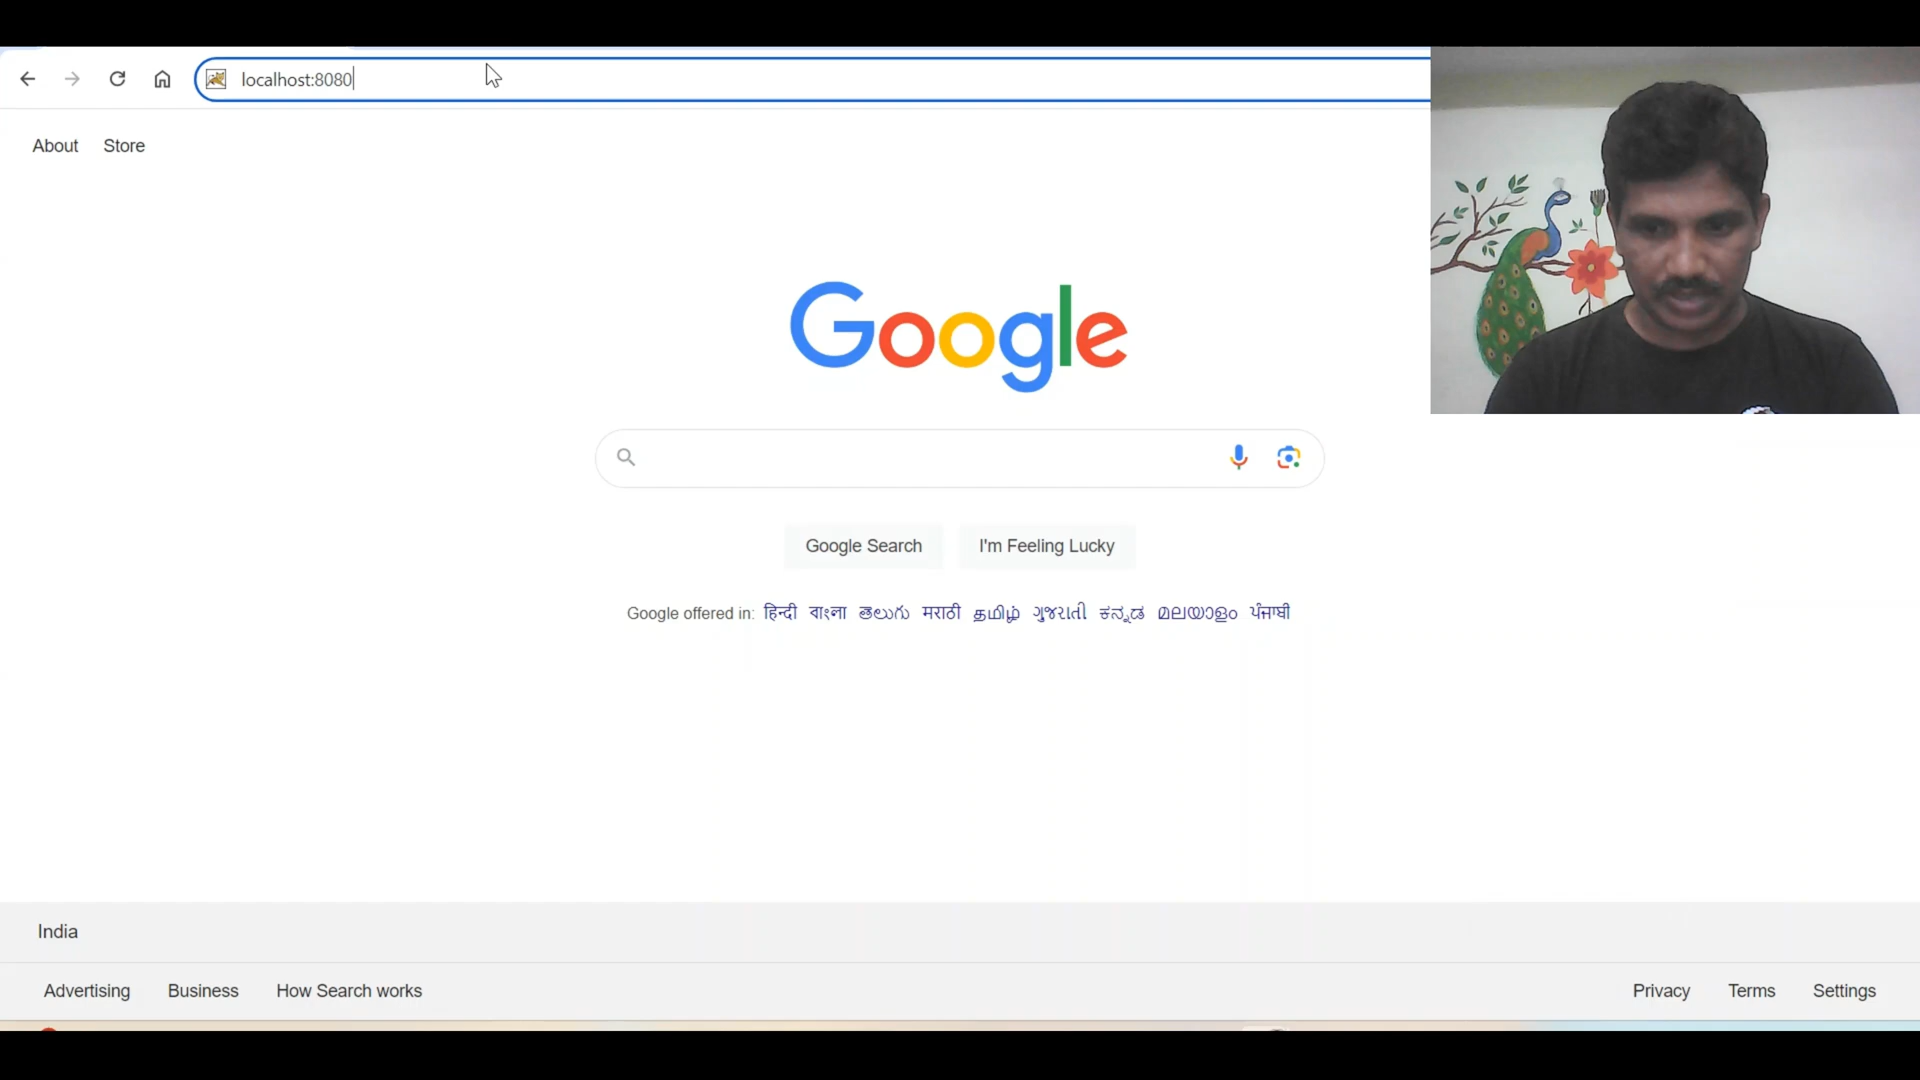 localhost:8080
About Store
Google
Google Search I'm Feeling Lucky
Google offered in: हिन्दी বাংলা తెలుగు मराठी தமிழ் ગુજરાતી ಕನ್ನಡ മലയാളം ਪੰਜਾਬੀ
India
Advertising Business How Search works Privacy Terms Settings